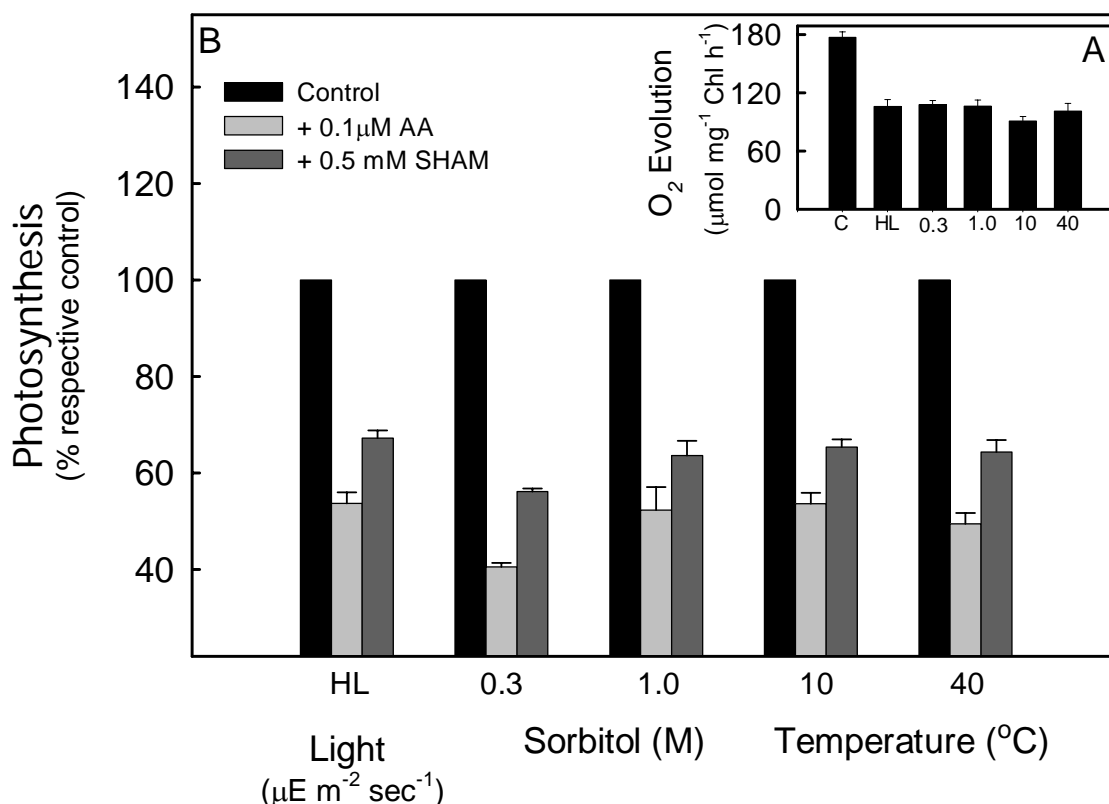 B
Control
+ 0.1μM AA
+ 0.5 mM SHAM
A
O2 Evolution
(μmol mg-1 Chl h-1)
180
120
60
0
C HL 0.3 1.0 10 40
Photosynthesis
(% respective control)
140
120
100
80
60
40
HL 0.3 1.0 10 40
Light Sorbitol (M) Temperature (oC)
(μE m-2 sec-1)